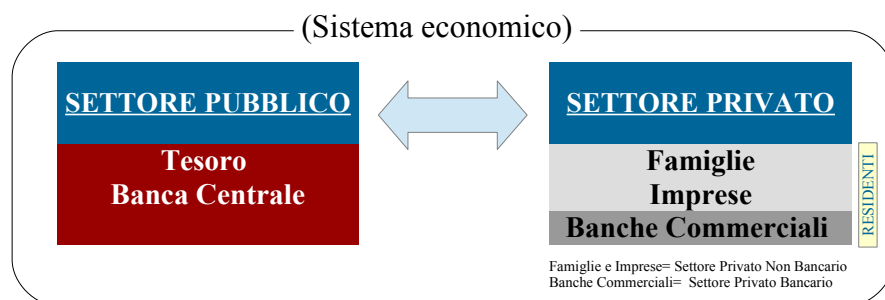 (Sistema economico)
SETTORE PUBBLICO
Tesoro
Banca Centrale
SETTORE PRIVATO
Famiglie
Imprese
Banche Commerciali
RESIDENTI
Famiglie e Imprese= Settore Privato Non Bancario
Banche Commerciali= Settore Privato Bancario